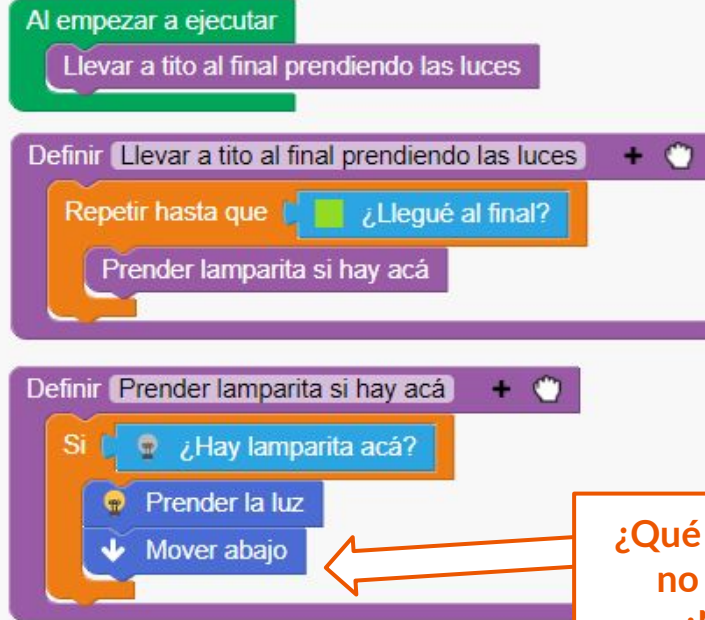 Al empezar a ejecutar
Llevar a tito al final prendiendo las luces
Definir Llevar a tito al final prendiendo las luces +
Repetir hasta que ¿Llegué al final?
Prender lamparita si hay acá
Definir Prender lamparita si hay acá +
Si ¿Hay lamparita acá?
Prender la luz
Mover abajo
¿Qué
no